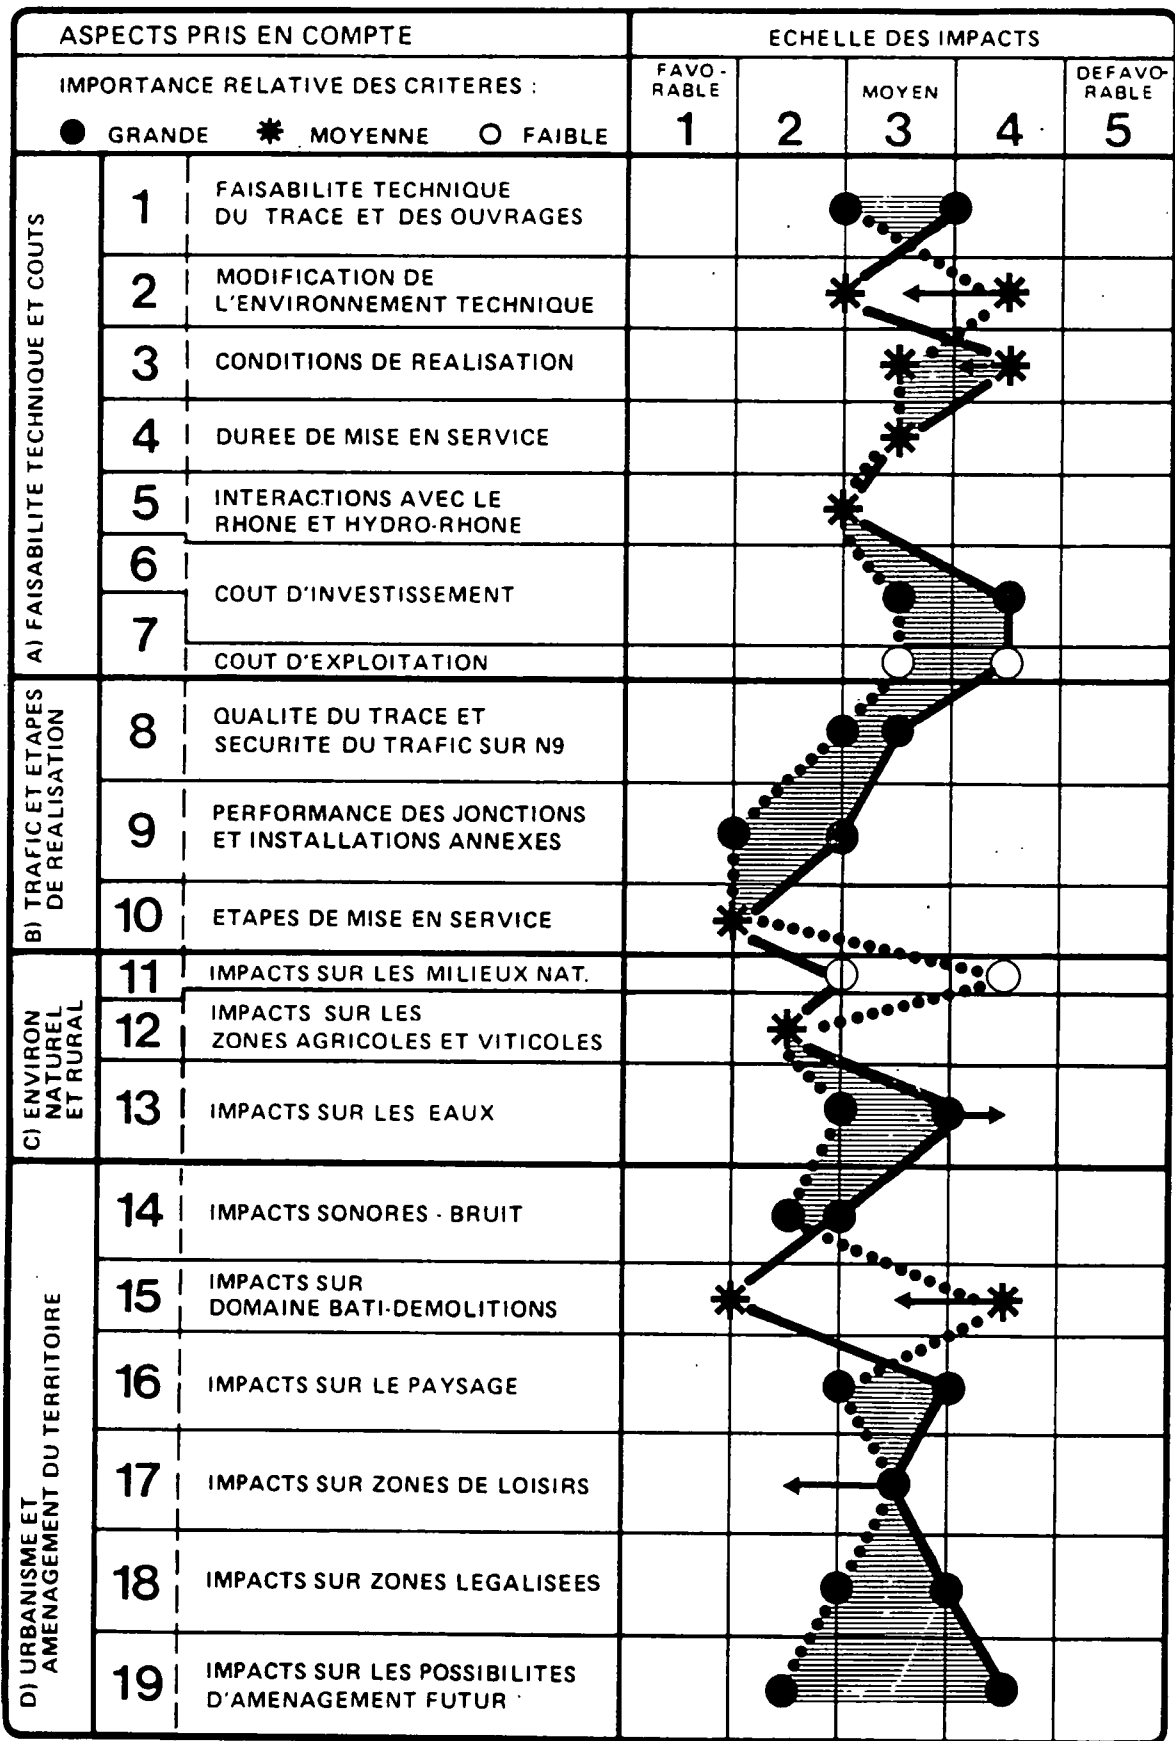 ASPECTS PRIS EN COMPTE
ECHELLE DES IMPACTS
IMPORTANCE RELATIVE DES CRITERES :
● GRANDE ✱ MOYENNE ○ FAIBLE
FAVO-
RABLE
1
2
MOYEN
3
4
DEFAVO-
RABLE
5
A) FAISABILITE TECHNIQUE ET COUTS
1
FAISABILITE TECHNIQUE
DU TRACE ET DES OUVRAGES
2
MODIFICATION DE
L'ENVIRONNEMENT TECHNIQUE
3
CONDITIONS DE REALISATION
4
DUREE DE MISE EN SERVICE
5
INTERACTIONS AVEC LE
RHONE ET HYDRO-RHONE
6
COUT D'INVESTISSEMENT
7
COUT D'EXPLOITATION
B) TRAFIC ET ETAPES
DE REALISATION
8
QUALITE DU TRACE ET
SECURITE DU TRAFIC SUR N9
9
PERFORMANCE DES JONCTIONS
ET INSTALLATIONS ANNEXES
10
ETAPES DE MISE EN SERVICE
C) ENVIRON
NATUREL
ET RURAL
11
IMPACTS SUR LES MILIEUX NAT.
12
IMPACTS SUR LES
ZONES AGRICOLES ET VITICOLES
13
IMPACTS SUR LES EAUX
D) URBANISME ET
AMENAGEMENT DU TERRITOIRE
14
IMPACTS SONORES - BRUIT
15
IMPACTS SUR
DOMAINE BATI-DEMOLITIONS
16
IMPACTS SUR LE PAYSAGE
17
IMPACTS SUR ZONES DE LOISIRS
18
IMPACTS SUR ZONES LEGALISEES
19
IMPACTS SUR LES POSSIBILITES
D'AMENAGEMENT FUTUR